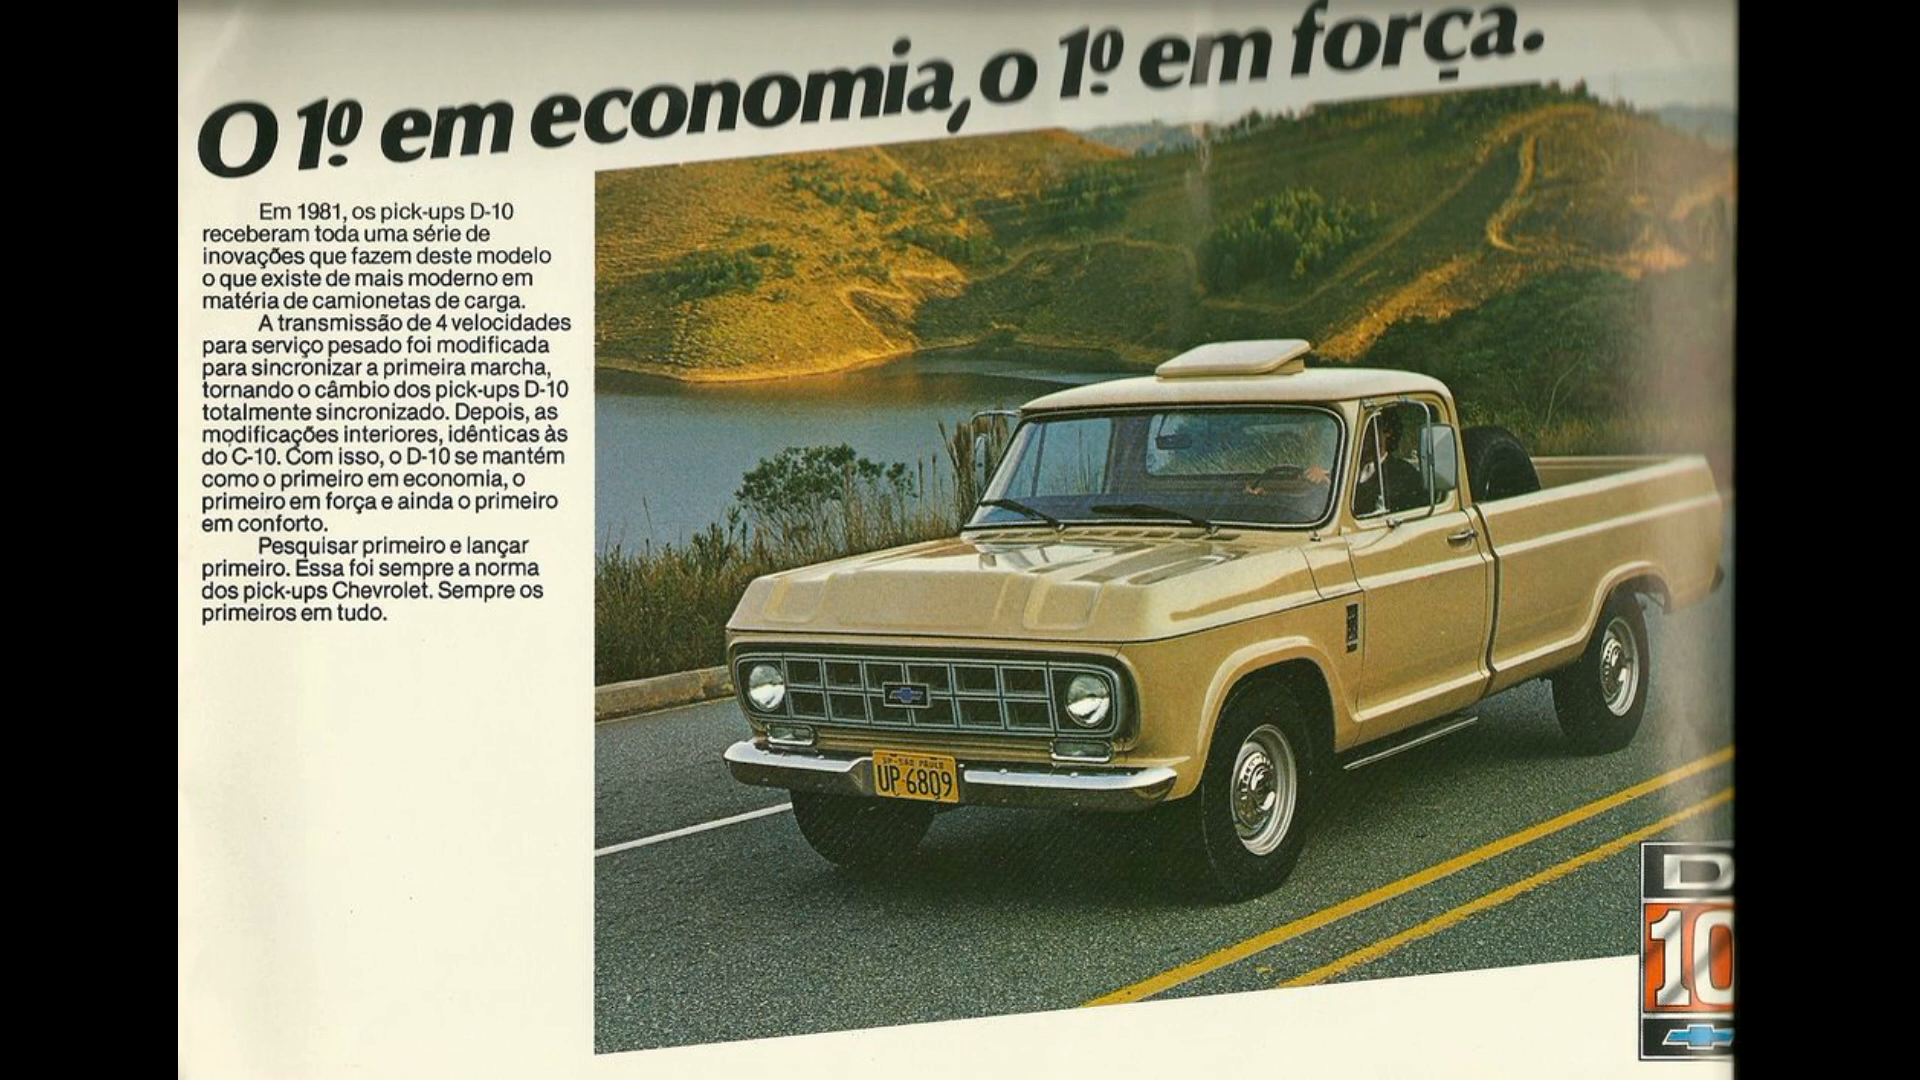 O 1º em economia, o 1º em força.
Em 1981, os pick-ups D-10
receberam toda uma série de
inovações que fazem deste modelo
o que existe de mais moderno em
matéria de camionetas de carga.
A transmissão de 4 velocidades
para serviço pesado foi modificada
para sincronizar a primeira marcha,
tornando o câmbio dos pick-ups D-10
totalmente sincronizado. Depois, as
modificações interiores, idênticas às
do C-10. Com isso, o D-10 se mantém
como o primeiro em economia, o
primeiro em força e ainda o primeiro
em conforto.
Pesquisar primeiro e lançar
primeiro. Essa foi sempre a norma
dos pick-ups Chevrolet. Sempre os
primeiros em tudo.
SP-SÃO PAULO
UP-6809
D
10